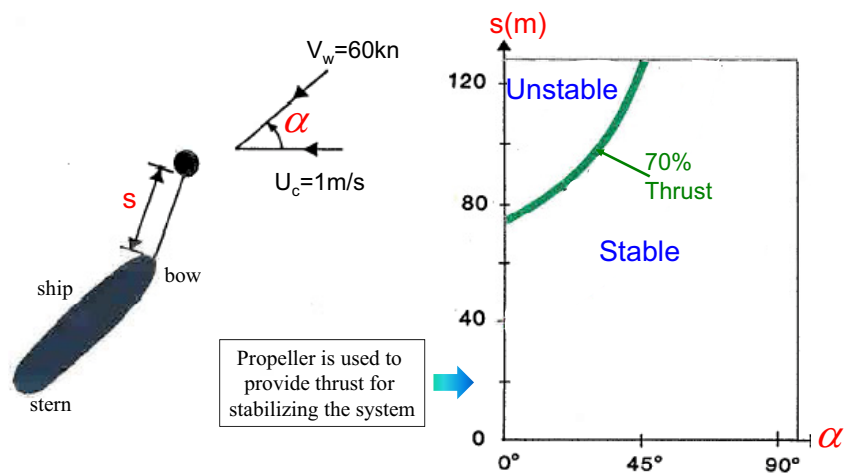 V_w=60kn
α
U_c=1m/s
s
bow
ship
stern
Propeller is used to
provide thrust for
stabilizing the system
s(m)
120
Unstable
70%
Thrust
80
Stable
40
0
0° 45° 90°
α